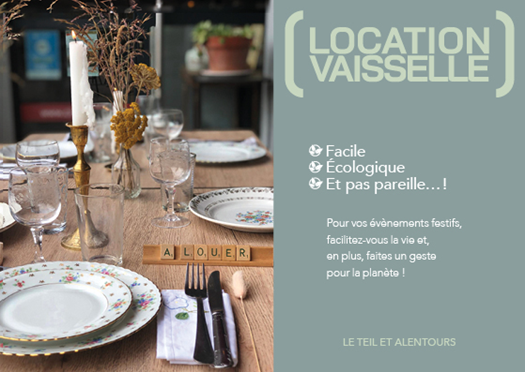 LOCATION
VAISSELLE
Facile
Écologique
Et pas pareille...!
Pour vos évènements festifs,
facilitez-vous la vie et,
en plus, faites un geste
pour la planète !
A LOUER
LE TEIL ET ALENTOURS